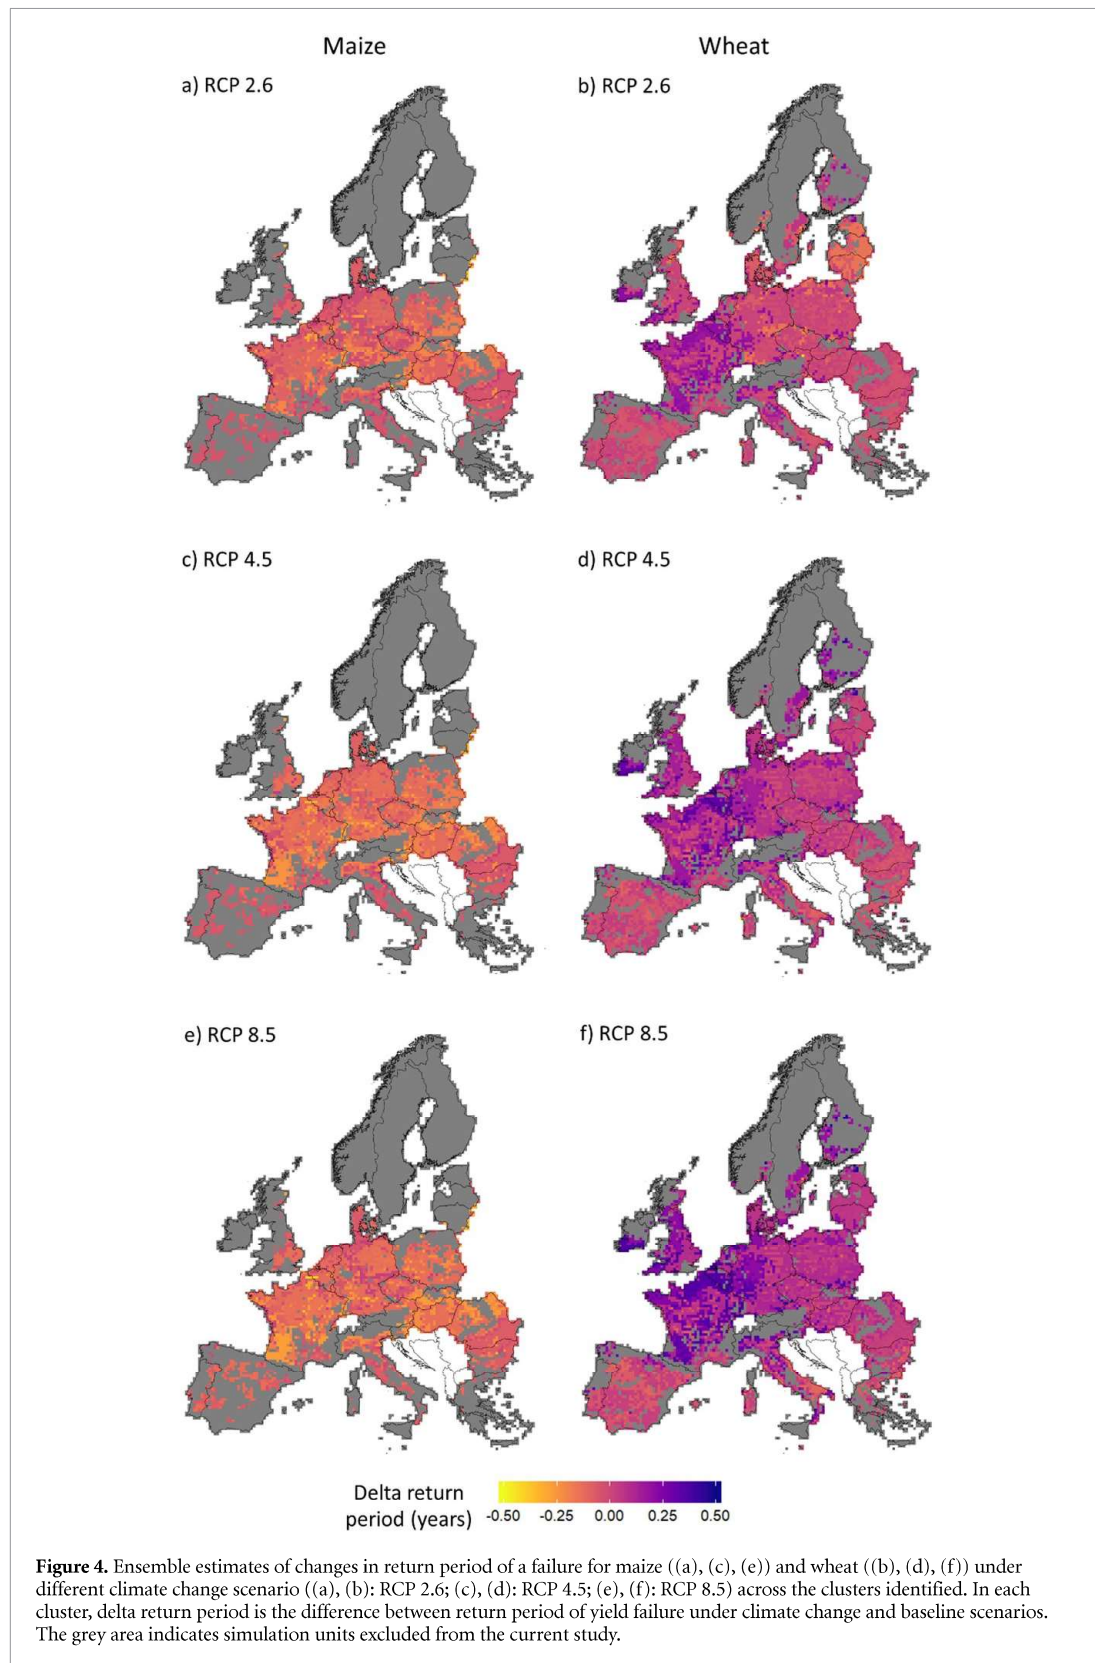 Maize
Wheat
a) RCP 2.6
b) RCP 2.6
c) RCP 4.5
d) RCP 4.5
e) RCP 8.5
f) RCP 8.5
Delta return
period (years)
-0.50 -0.25 0.00 0.25 0.50
Figure 4. Ensemble estimates of changes in return period of a failure for maize ((a), (c), (e)) and wheat ((b), (d), (f)) under
different climate change scenario ((a), (b): RCP 2.6; (c), (d): RCP 4.5; (e), (f): RCP 8.5) across the clusters identified. In each
cluster, delta return period is the difference between return period of yield failure under climate change and baseline scenarios.
The grey area indicates simulation units excluded from the current study.